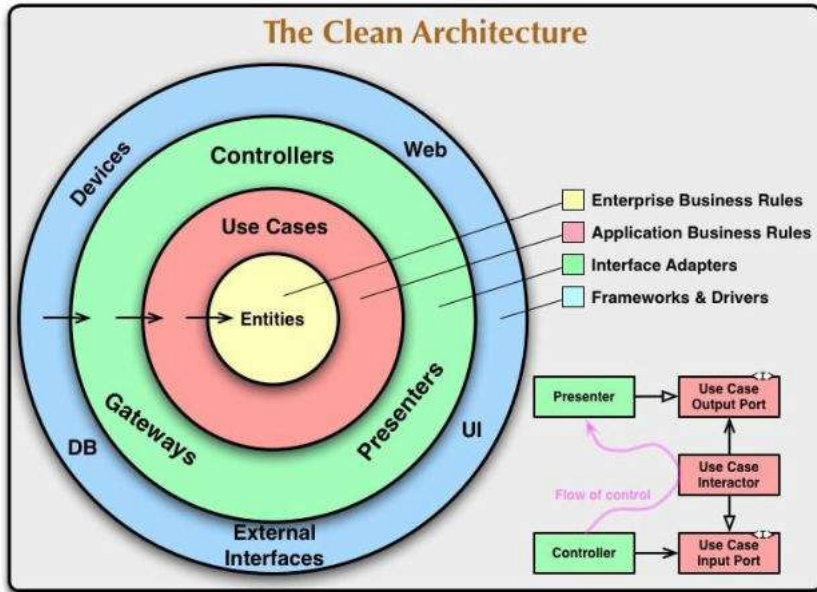 The Clean Architecture
Devices
Web
Controllers
Use Cases
Entities
Gateways
Presenters
DB
UI
External
Interfaces
Enterprise Business Rules
Application Business Rules
Interface Adapters
Frameworks & Drivers
Presenter
<I>
Use Case
Output Port
Use Case
Interactor
Flow of control
Controller
<I>
Use Case
Input Port